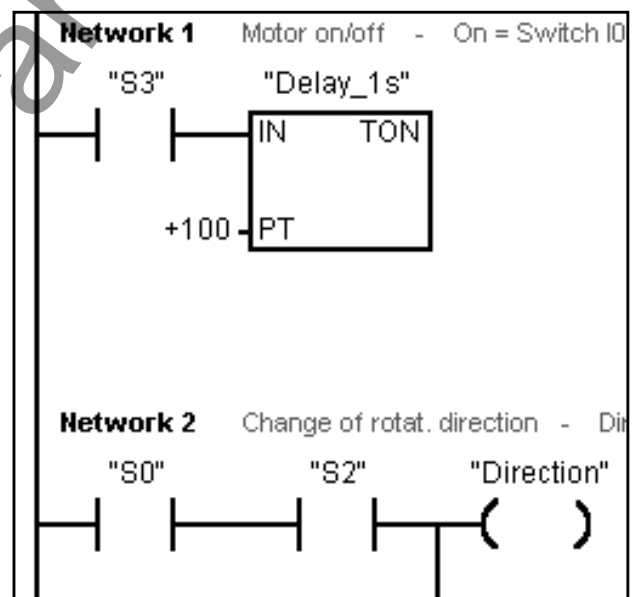 Network 1 Motor on/off - On = Switch I0
"S3" "Delay_1s"
IN TON
+100 PT
Network 2 Change of rotat. direction - Dir
"S0" "S2" "Direction"